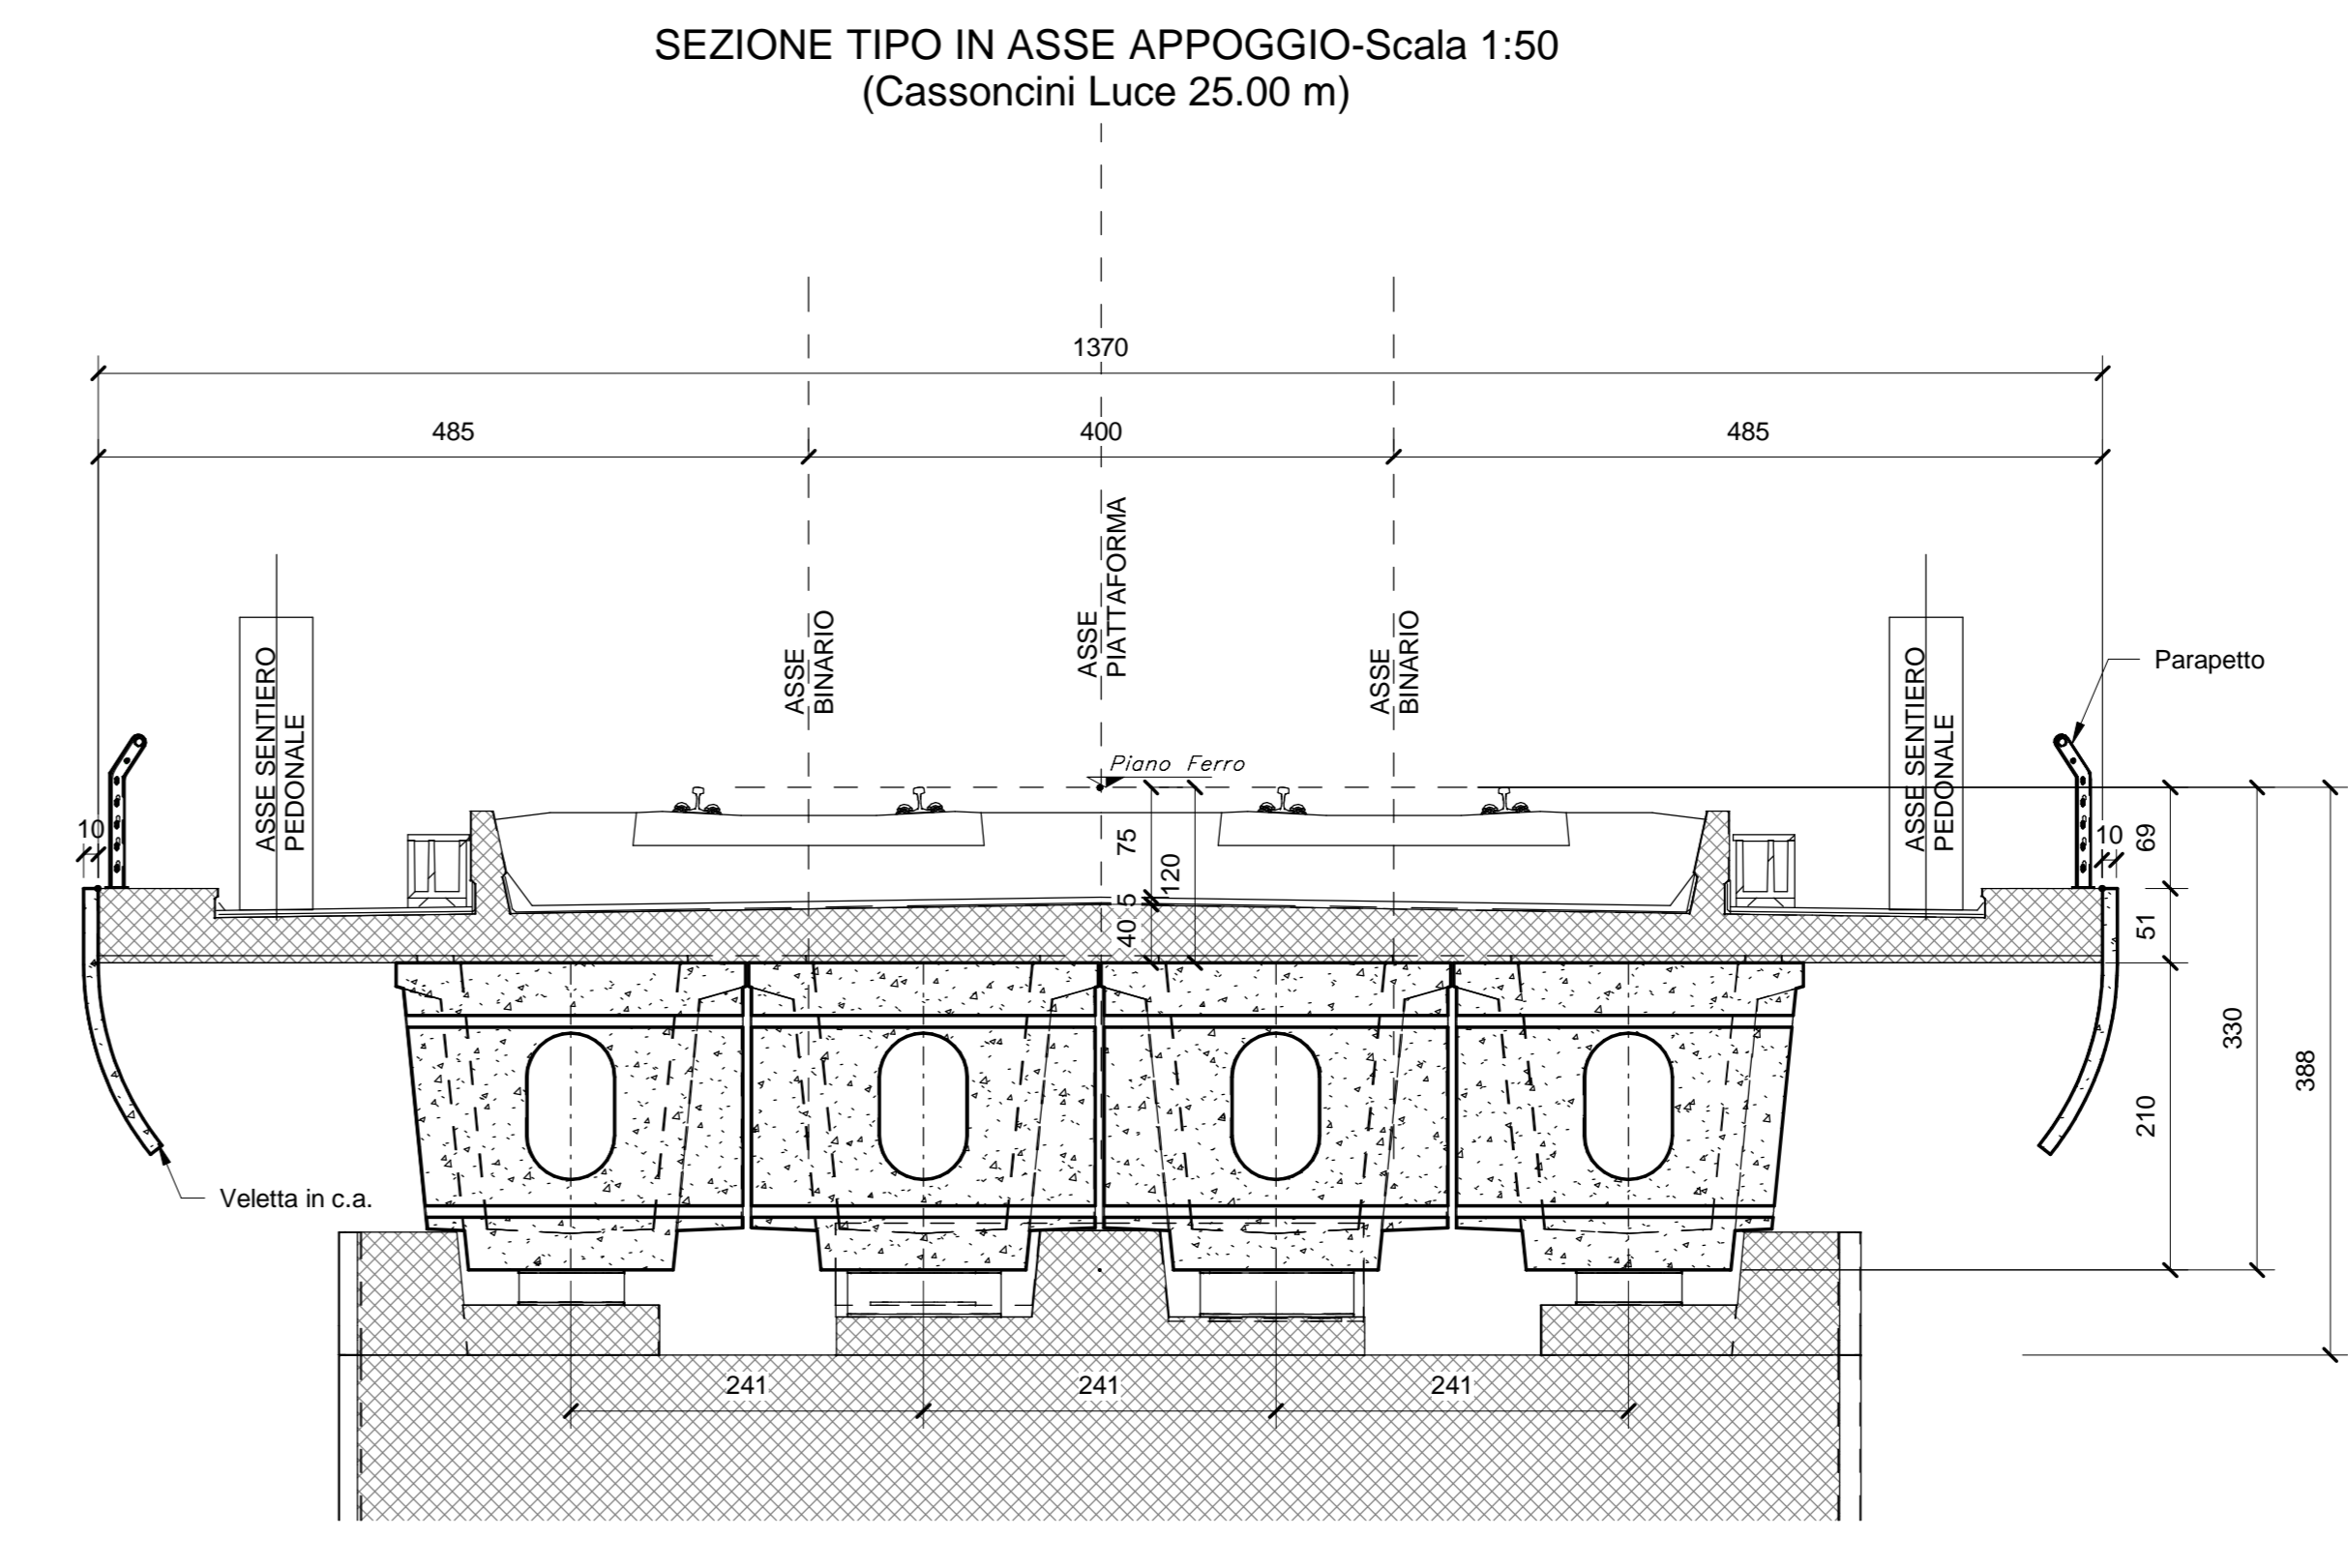 SEZIONE TIPO IN ASSE APPOGGIO-Scala 1:50
(Cassoncini Luce 25.00 m)
1370
485
400
485
ASSE SENTIERO
PEDONALE
ASSE
BINARIO
ASSE
PIATTAFORMA
ASSE
BINARIO
ASSE SENTIERO
PEDONALE
Parapetto
Piano Ferro
10
75
120
5
40
10
69
51
330
388
210
Veletta in c.a.
241
241
241